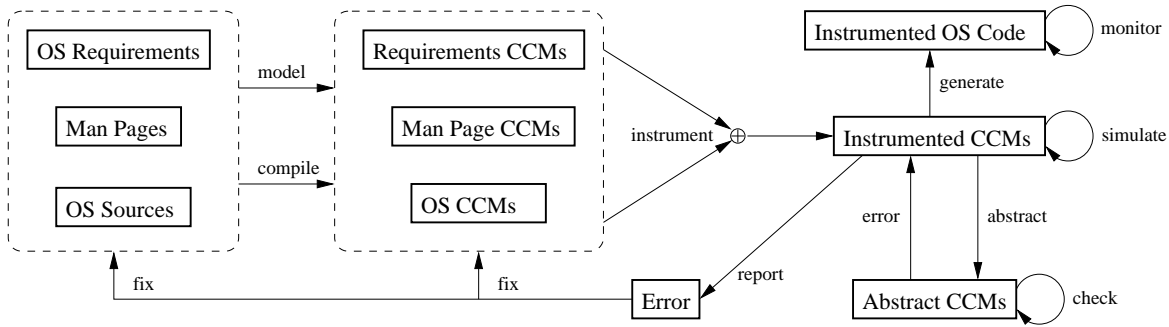 OS Requirements
Man Pages
OS Sources
model
compile
Requirements CCMs
Man Page CCMs
OS CCMs
instrument
⊕
Instrumented OS Code
monitor
generate
Instrumented CCMs
simulate
error
abstract
Abstract CCMs
check
report
Error
fix
fix